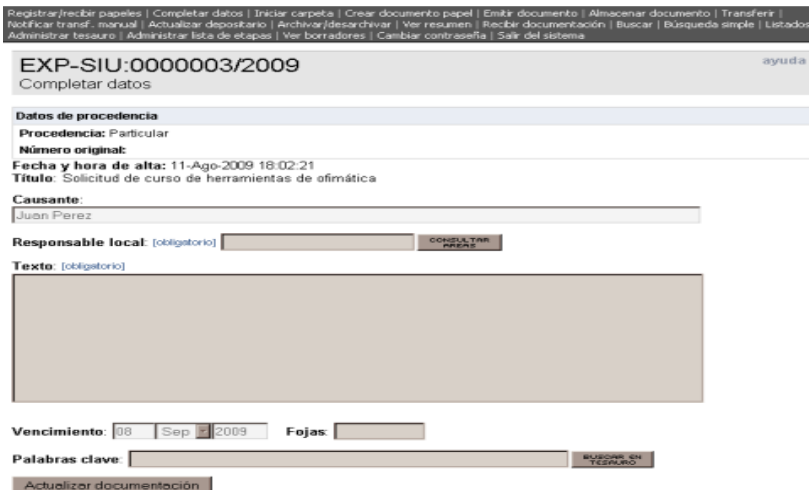 Registrar/recibir papeles | Completar datos | Iniciar carpeta | Crear documento papel | Emitir documento | Almacenar documento | Transferir |
Notificar transf. manual | Actualizar depositario | Archivar/desarchivar | Ver resumen | Recibir documentación | Buscar | Búsqueda simple | Listados
Administrar tesauro | Administrar lista de etapas | Ver borradores | Cambiar contraseña | Salir del sistema
EXP-SIU:0000003/2009 ayuda
Completar datos
Datos de procedencia
Procedencia: Particular
Número original:
Fecha y hora de alta: 11-Ago-2009 18:02:21
Título: Solicitud de curso de herramientas de ofimática
Causante:
Juan Perez
Responsable local: [obligatorio] CONSULTAR AREAS
Texto: [obligatorio]
Vencimiento: 08 Sep 2009 Fojas:
Palabras clave: BUSCAR EN TESAURO
Actualizar documentación